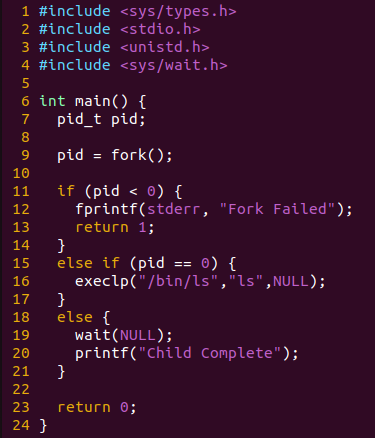 1 #include <sys/types.h>
2 #include <stdio.h>
3 #include <unistd.h>
4 #include <sys/wait.h>
5
6 int main() {
7   pid_t pid;
8
9   pid = fork();
10
11   if (pid < 0) {
12     fprintf(stderr, "Fork Failed");
13     return 1;
14   }
15   else if (pid == 0) {
16     execlp("/bin/ls","ls",NULL);
17   }
18   else {
19     wait(NULL);
20     printf("Child Complete");
21   }
22
23   return 0;
24 }